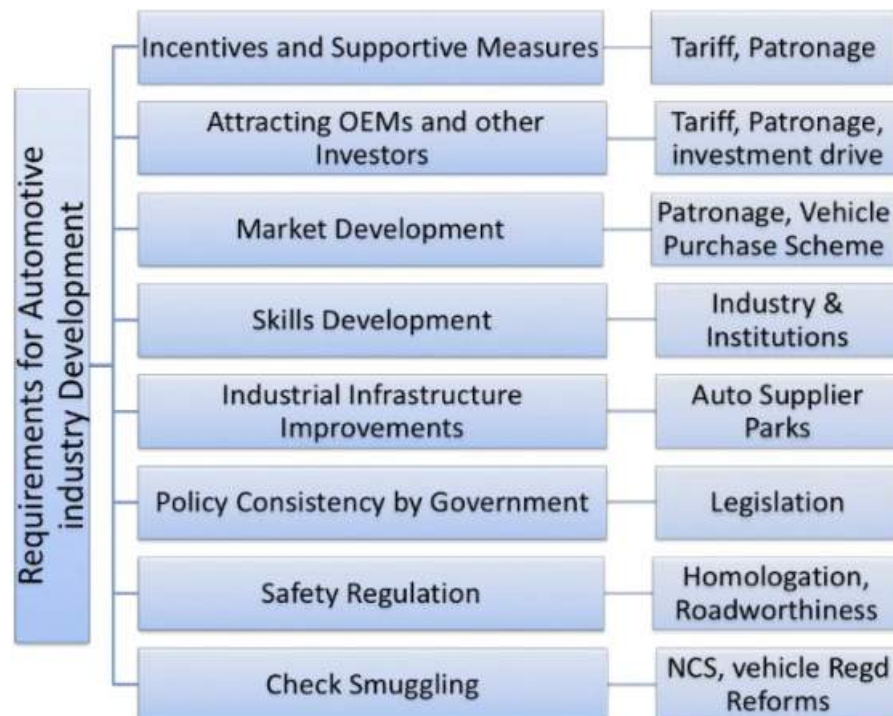 Requirements for Automotive
industry Development
Incentives and Supportive Measures
Tariff, Patronage
Attracting OEMs and other
Investors
Tariff, Patronage,
investment drive
Market Development
Patronage, Vehicle
Purchase Scheme
Skills Development
Industry &
Institutions
Industrial Infrastructure
Improvements
Auto Supplier
Parks
Policy Consistency by Government
Legislation
Safety Regulation
Homologation,
Roadworthiness
Check Smuggling
NCS, vehicle Regd
Reforms